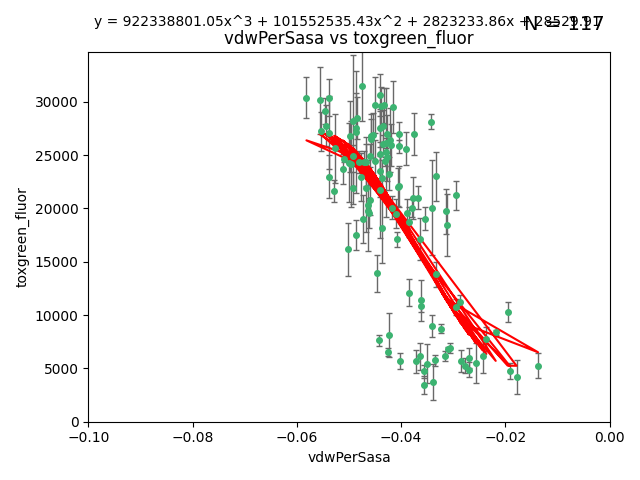 y = 922338801.05x^3 + 101552535.43x^2 + 2823233.86x + 28529.91
N = 117
vdwPerSasa vs toxgreen_fluor
30000
25000
20000
15000
10000
5000
0
toxgreen_fluor
−0.10 −0.08 −0.06 −0.04 −0.02 0.00
vdwPerSasa